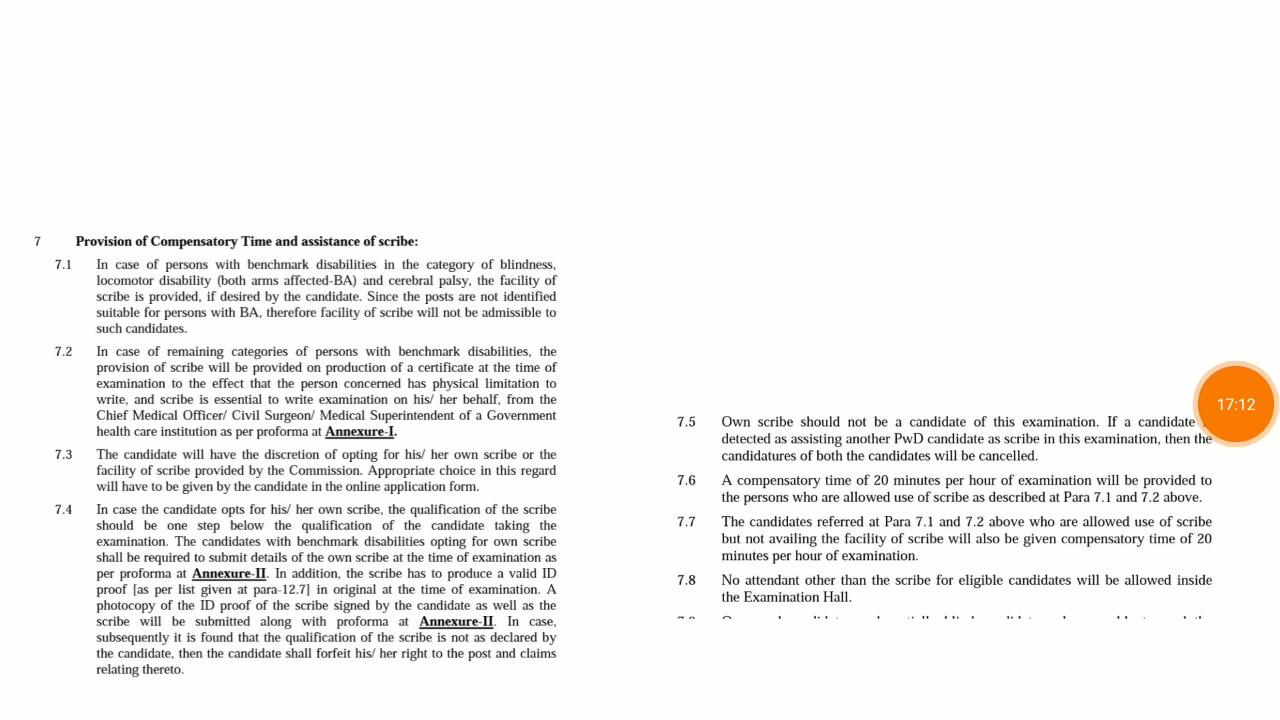 7 Provision of Compensatory Time and assistance of scribe:
7.1 In case of persons with benchmark disabilities in the category of blindness,
locomotor disability (both arms affected-BA) and cerebral palsy, the facility of
scribe is provided, if desired by the candidate. Since the posts are not identified
suitable for persons with BA, therefore facility of scribe will not be admissible to
such candidates.
7.2 In case of remaining categories of persons with benchmark disabilities, the
provision of scribe will be provided on production of a certificate at the time of
examination to the effect that the person concerned has physical limitation to
write, and scribe is essential to write examination on his/ her behalf, from the
Chief Medical Officer/ Civil Surgeon/ Medical Superintendent of a Government
health care institution as per proforma at Annexure-I.
7.3 The candidate will have the discretion of opting for his/ her own scribe or the
facility of scribe provided by the Commission. Appropriate choice in this regard
will have to be given by the candidate in the online application form.
7.4 In case the candidate opts for his/ her own scribe, the qualification of the scribe
should be one step below the qualification of the candidate taking the
examination. The candidates with benchmark disabilities opting for own scribe
shall be required to submit details of the own scribe at the time of examination as
per proforma at Annexure-II. In addition, the scribe has to produce a valid ID
proof [as per list given at para-12.7] in original at the time of examination. A
photocopy of the ID proof of the scribe signed by the candidate as well as the
scribe will be submitted along with proforma at Annexure-II. In case,
subsequently it is found that the qualification of the scribe is not as declared by
the candidate, then the candidate shall forfeit his/ her right to the post and claims
relating thereto.
7.5 Own scribe should not be a candidate of this examination. If a candidate
detected as assisting another PwD candidate as scribe in this examination, then the
candidatures of both the candidates will be cancelled.
7.6 A compensatory time of 20 minutes per hour of examination will be provided to
the persons who are allowed use of scribe as described at Para 7.1 and 7.2 above.
7.7 The candidates referred at Para 7.1 and 7.2 above who are allowed use of scribe
but not availing the facility of scribe will also be given compensatory time of 20
minutes per hour of examination.
7.8 No attendant other than the scribe for eligible candidates will be allowed inside
the Examination Hall.
17:12